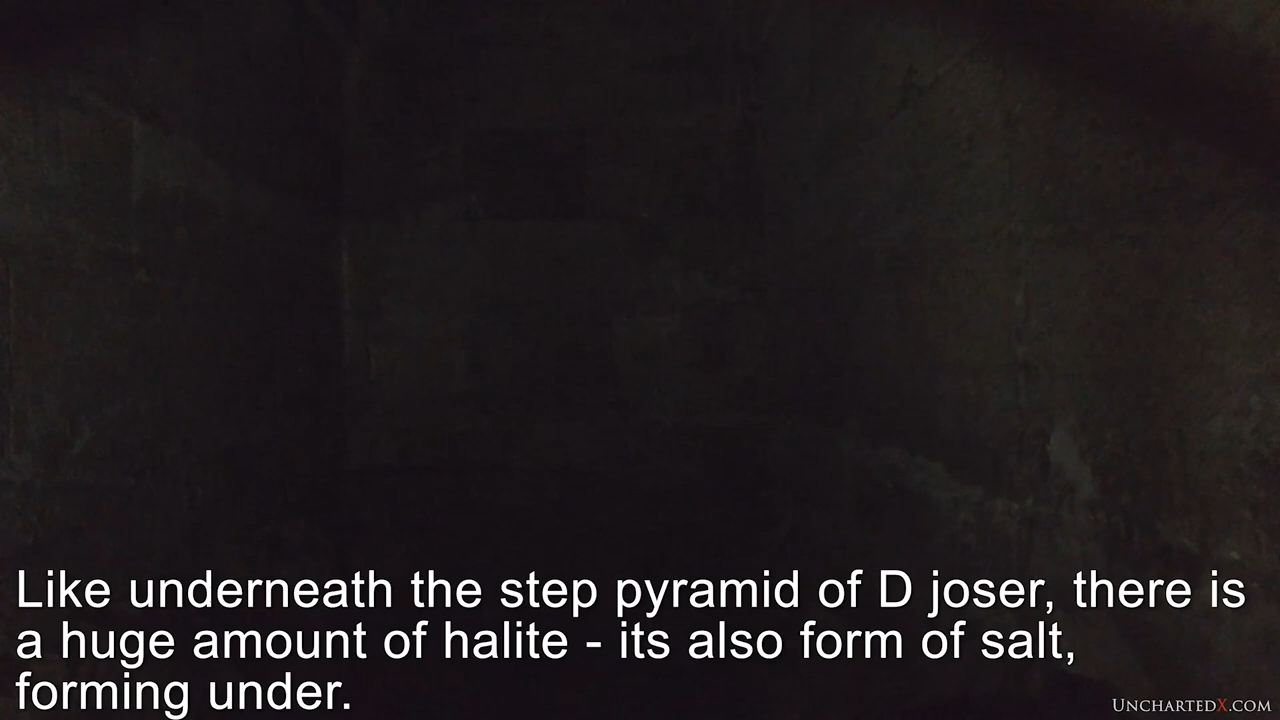 Like underneath the step pyramid of D joser, there is
a huge amount of halite - its also form of salt,
forming under.
UNCHARTEDX.COM